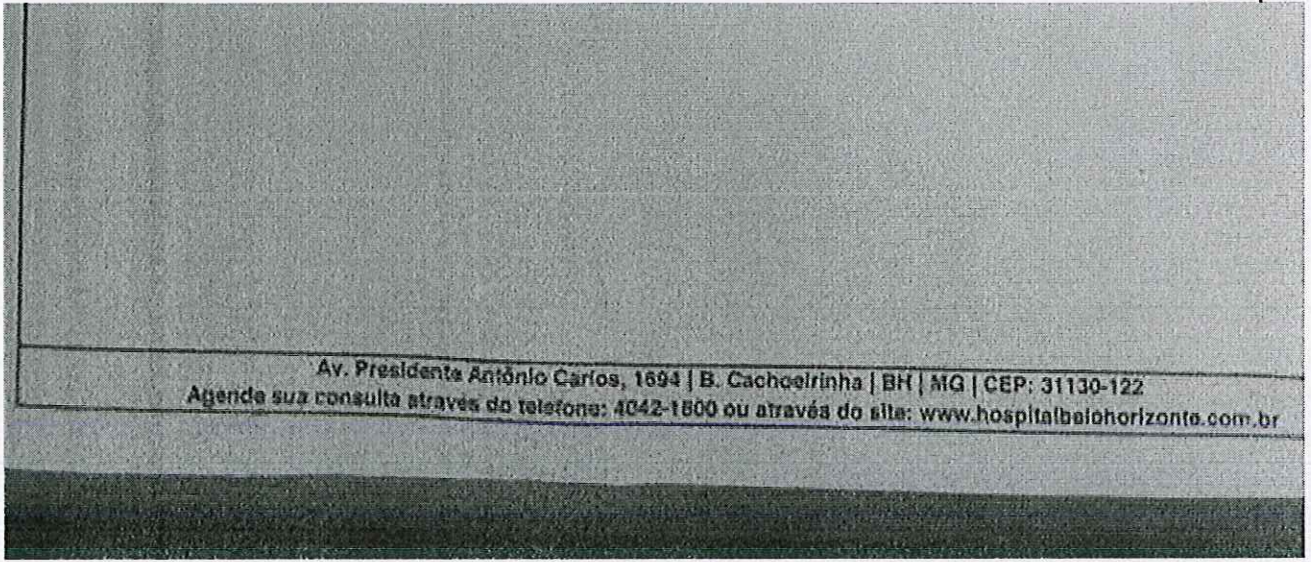 Av. Presidente Antônio Carlos, 1694 | B. Cachoeirinha | BH | MG | CEP: 31130-122
Agende sua consulta através do telefone: 4042-1500 ou através do site: www.hospitalbelohorizonte.com.br